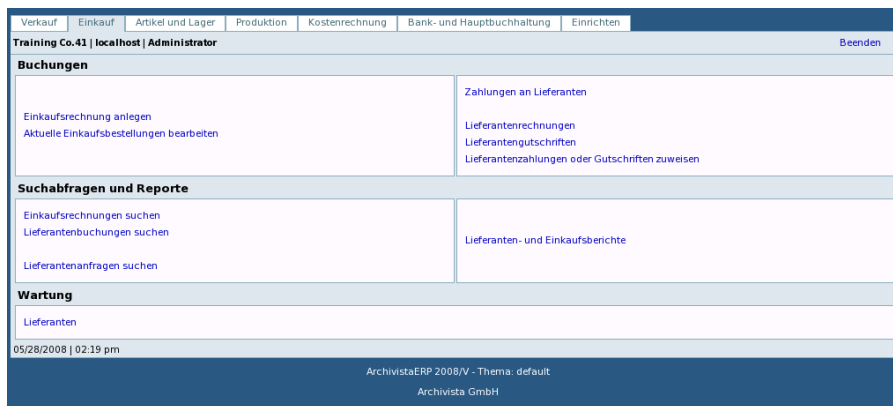 Verkauf Einkauf Artikel und Lager Produktion Kostenrechnung Bank- und Hauptbuchhaltung Einrichten
Training Co.41 | localhost | Administrator Beenden
Buchungen
Einkaufsrechnung anlegen
Aktuelle Einkaufsbestellungen bearbeiten
Zahlungen an Lieferanten
Lieferantenrechnungen
Lieferantengutschriften
Lieferantenzahlungen oder Gutschriften zuweisen
Suchabfragen und Reporte
Einkaufsrechnungen suchen
Lieferantenbuchungen suchen
Lieferantenanfragen suchen
Lieferanten- und Einkaufsberichte
Wartung
Lieferanten
05/28/2008 | 02:19 pm
ArchivistaERP 2008/V - Thema: default
Archivista GmbH